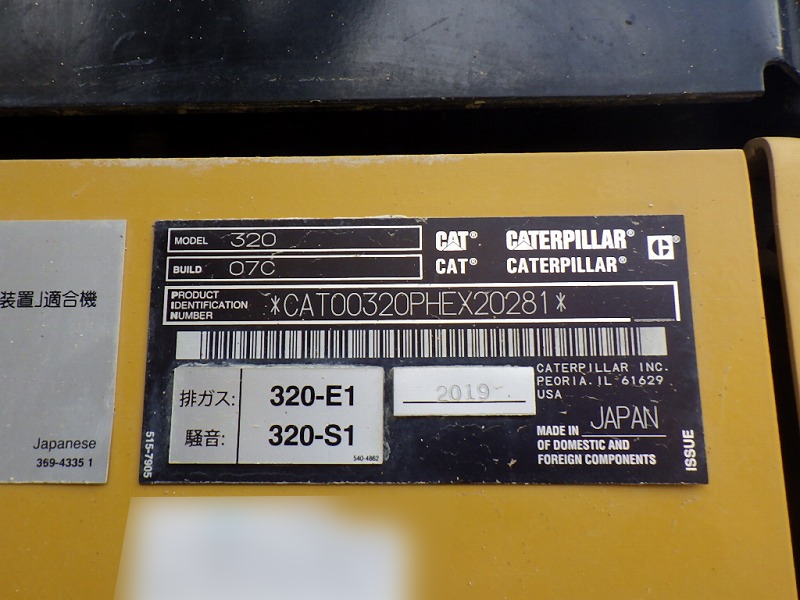 装置」適合機
Japanese
369-4335 1
MODEL 320
BUILD 07C
CAT® CATERPILLAR®
CAT® CATERPILLAR®
C®
PRODUCT
IDENTIFICATION
NUMBER
*CAT00320PHEX20281*
排ガス: 320-E1
騒音: 320-S1
540-4862
515-7905
2019
CATERPILLAR INC.
PEORIA. IL 61629
USA
MADE IN JAPAN
OF DOMESTIC AND
FOREIGN COMPONENTS
ISSUE